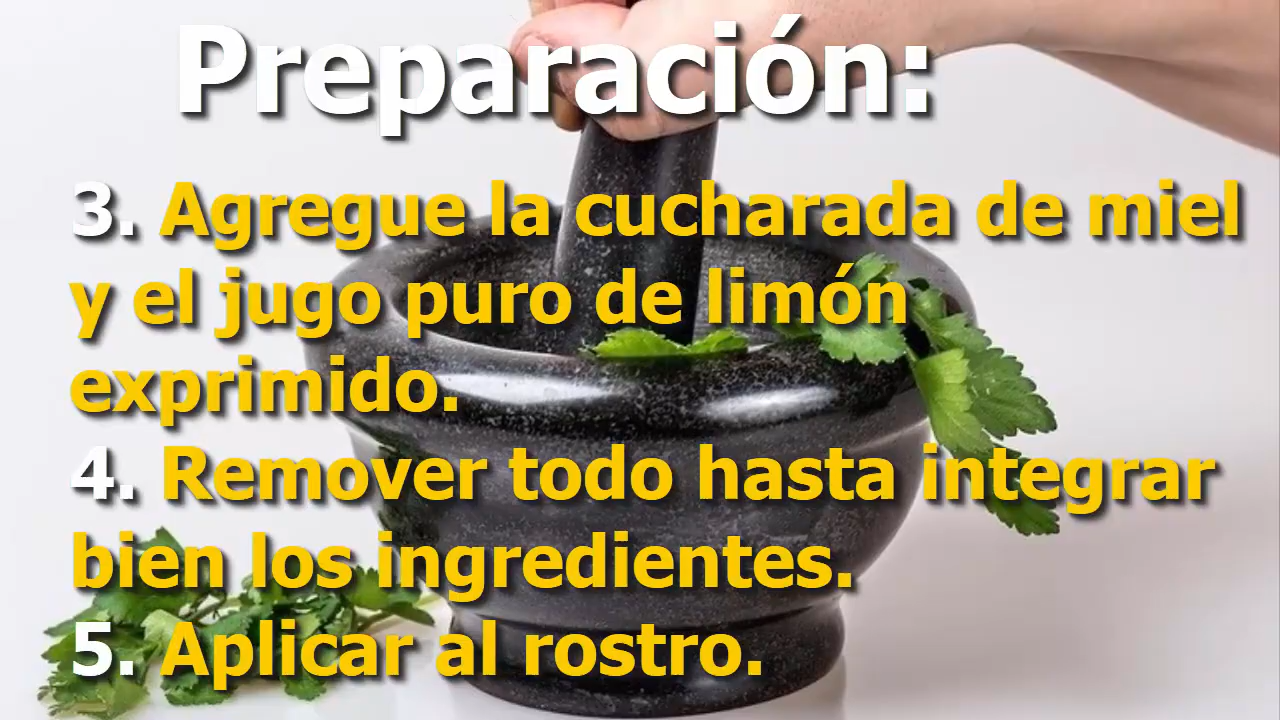 Preparación:
3. Agregue la cucharada de miel
y el jugo puro de limón
exprimido.
4. Remover todo hasta integrar
bien los ingredientes.
5. Aplicar al rostro.